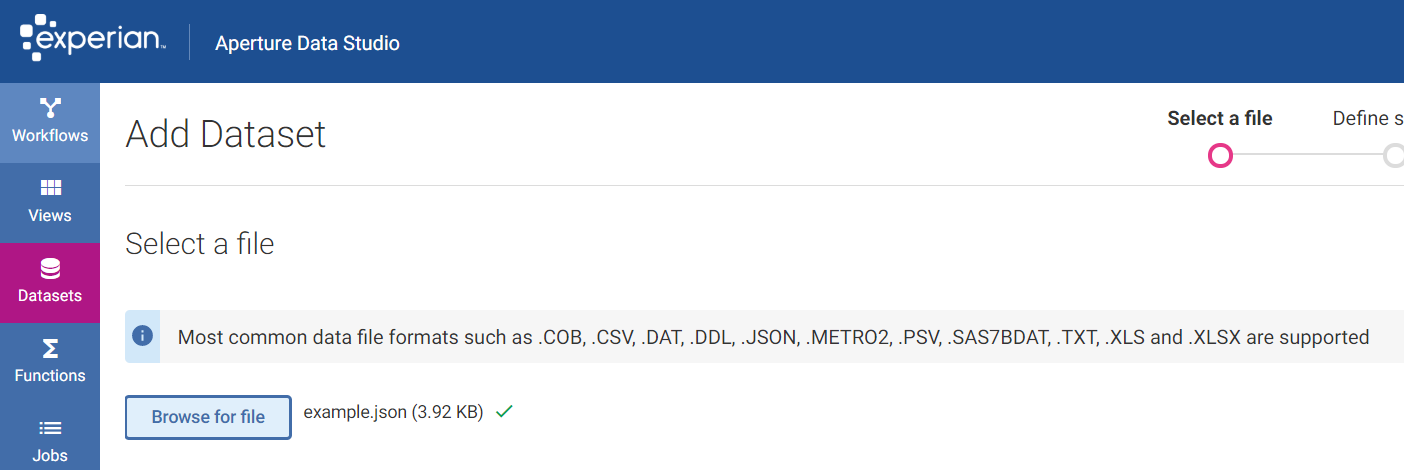 experian™
Aperture Data Studio
Workflows
Views
Datasets
Functions
Jobs
Add Dataset
Select a file
Define s
Select a file
Most common data file formats such as .COB, .CSV, .DAT, .DDL, .JSON, .METRO2, .PSV, .SAS7BDAT, .TXT, .XLS and .XLSX are supported
Browse for file
example.json (3.92 KB)